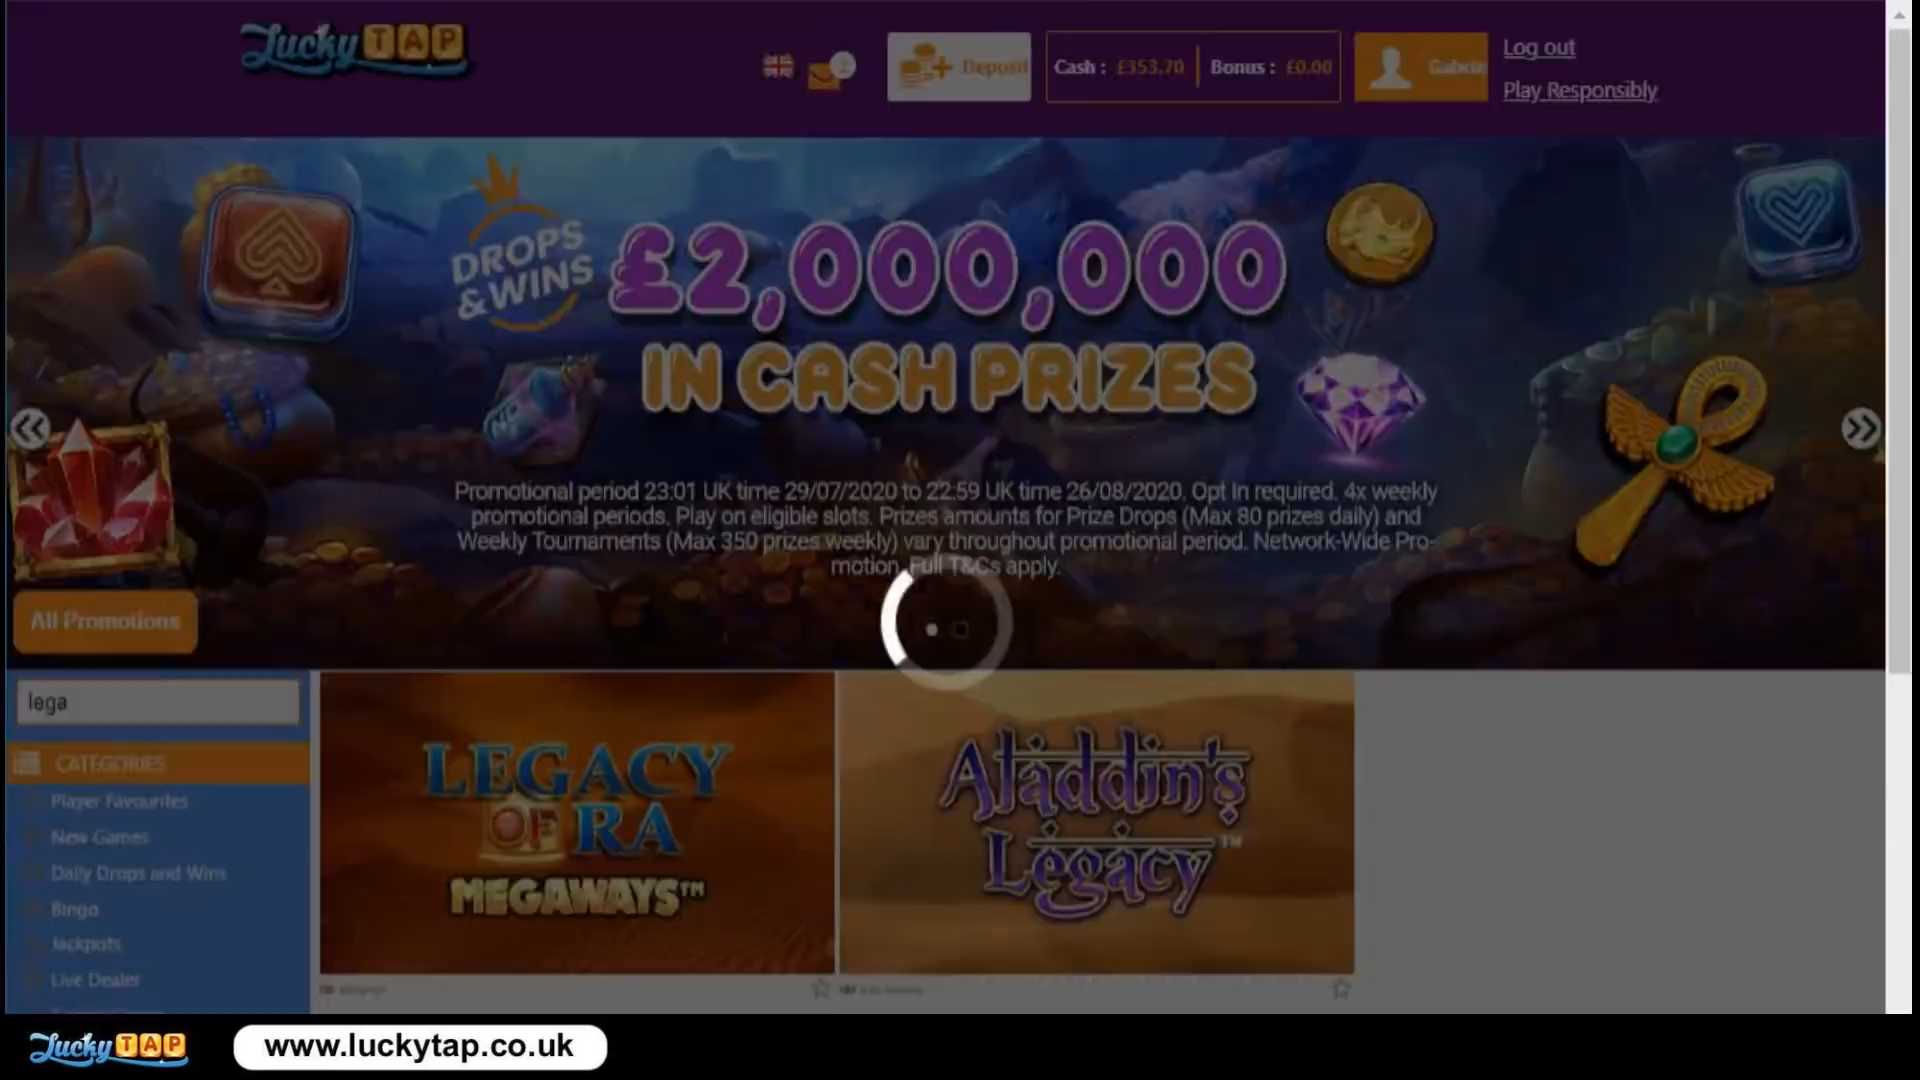 Lucky TAP
2
Deposit
Cash : £353.70
Bonus : £0.00
Log out
Play Responsibly
DROPS
& WINS
£2,000,000
IN CASH PRIZES
Promotional period 23:01 UK time 29/07/2020 to 22:59 UK time 26/08/2020. Opt In required. 4x weekly
promotional periods. Play on eligible slots. Prizes amounts for Prize Drops (Max 80 prizes daily) and
Weekly Tournaments (Max 350 prizes weekly) vary throughout promotional period. Network-Wide Pro-
motion. Full T&Cs apply.
All Promotions
lega
CATEGORIES
Player Favourites
New Games
Daily Drops and Wins
Bingo
Jackpots
Live Dealer
LEGACY
OF RA
MEGAWAYS™
Aladdin's
Legacy™
Lucky TAP
www.luckytap.co.uk